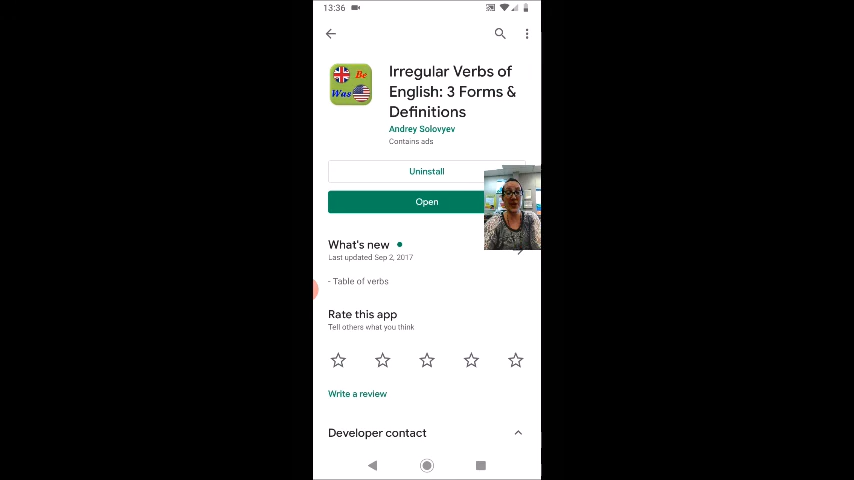 13:36
Be
Was
Irregular Verbs of
English: 3 Forms &
Definitions
Andrey Solovyev
Contains ads
Uninstall
Open
What's new
Last updated Sep 2, 2017
- Table of verbs
Rate this app
Tell others what you think
Write a review
Developer contact